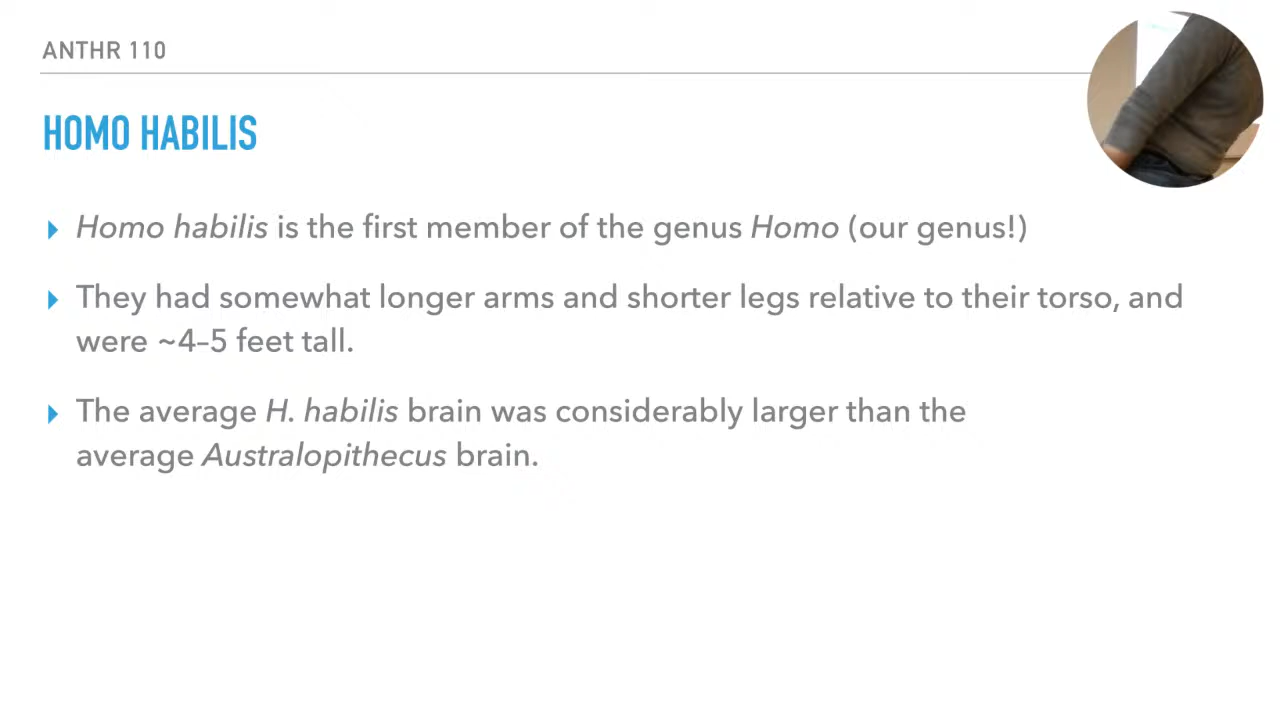 ANTHR 110
HOMO HABILIS
Homo habilis is the first member of the genus Homo (our genus!)
They had somewhat longer arms and shorter legs relative to their torso, and
were ~4–5 feet tall.
The average H. habilis brain was considerably larger than the
average Australopithecus brain.